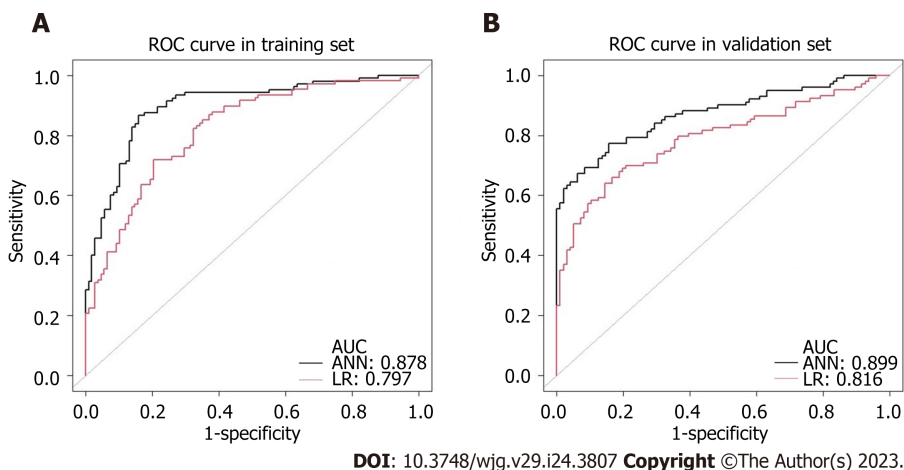 A
ROC curve in training set
Sensitivity
1.0
0.8
0.6
0.4
0.2
0.0
AUC
ANN: 0.878
LR: 0.797
0.0 0.2 0.4 0.6 0.8 1.0
1-specificity
B
ROC curve in validation set
Sensitivity
1.0
0.8
0.6
0.4
0.2
0.0
AUC
ANN: 0.899
LR: 0.816
0.0 0.2 0.4 0.6 0.8 1.0
1-specificity
DOI: 10.3748/wjg.v29.i24.3807 Copyright ©The Author(s) 2023.